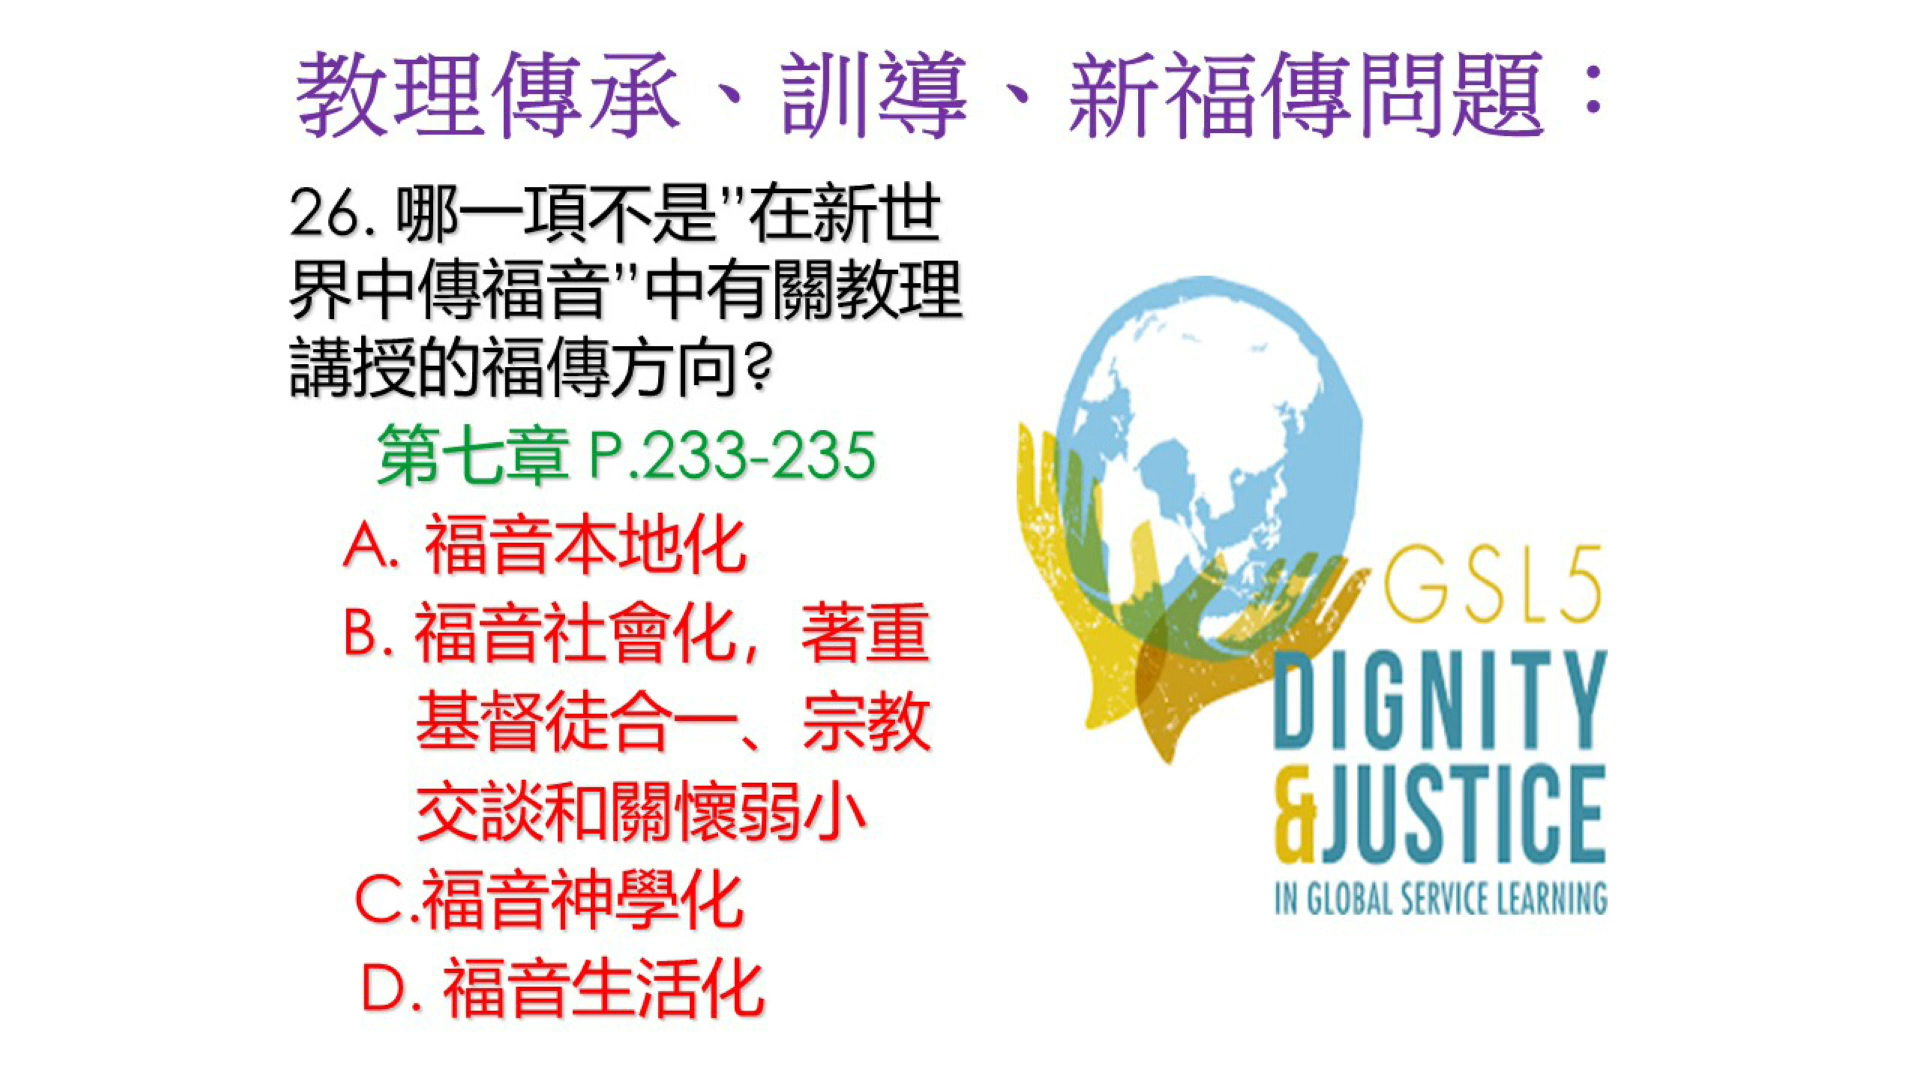 教理傳承、訓導、新福傳問題：
26. 哪一項不是”在新世
界中傳福音”中有關教理
講授的福傳方向?
第七章 P.233-235
A. 福音本地化
B. 福音社會化，著重
基督徒合一、宗教
交談和關懷弱小
C.福音神學化
D. 福音生活化
GSL5
DIGNITY
&JUSTICE
IN GLOBAL SERVICE LEARNING